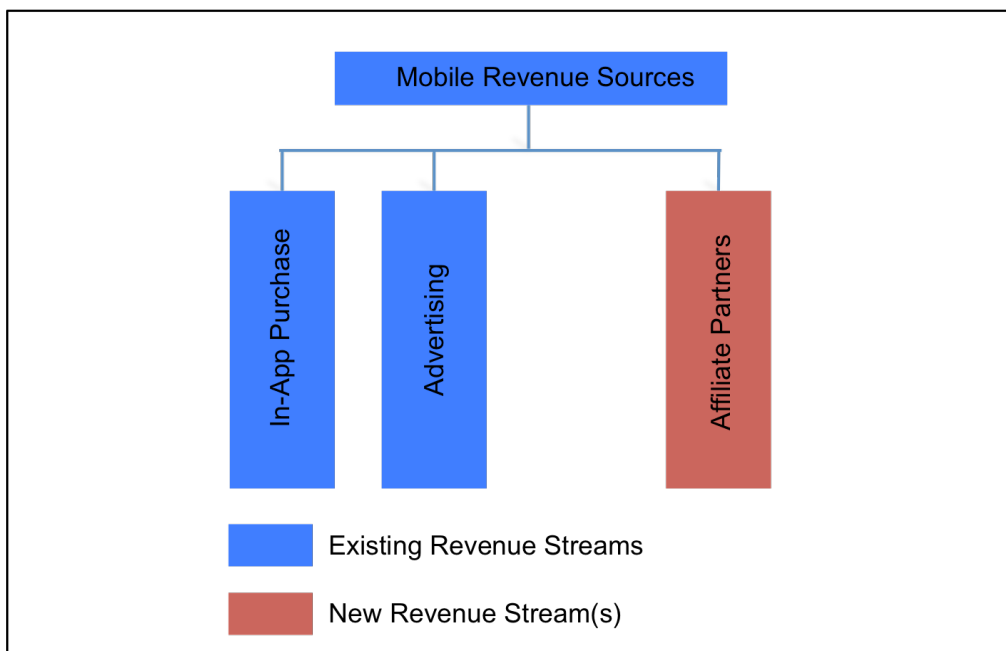 Mobile Revenue Sources
In-App Purchase
Advertising
Affiliate Partners
Existing Revenue Streams
New Revenue Stream(s)